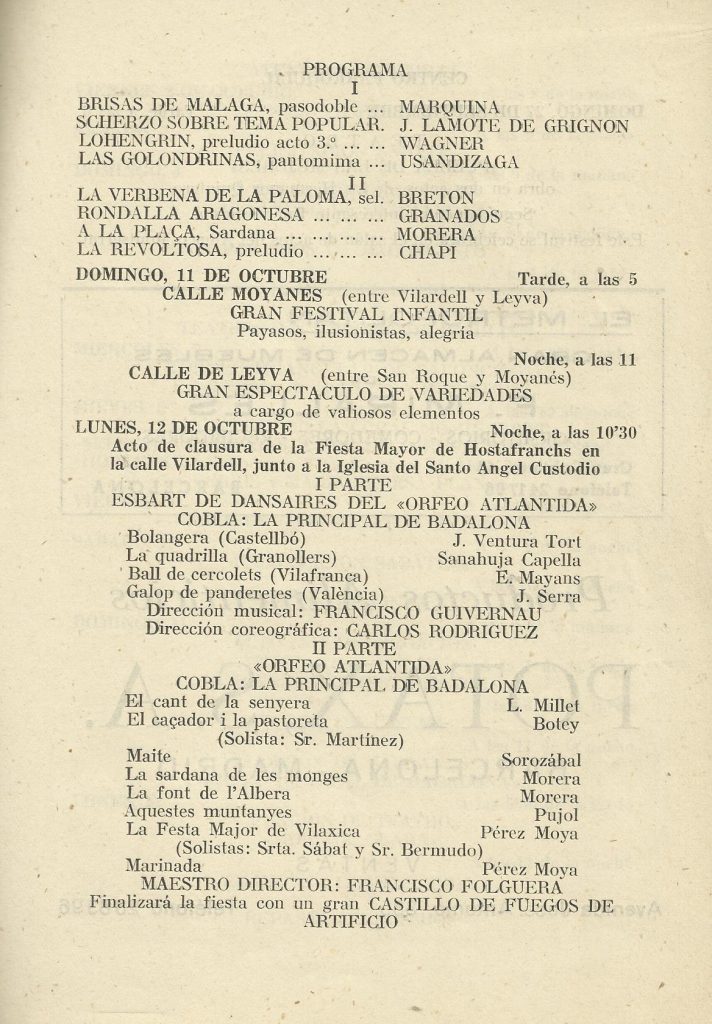 PROGRAMA
I
BRISAS DE MALAGA, pasodoble ... MARQUINA
SCHERZO SOBRE TEMA POPULAR. J. LAMOTE DE GRIGNON
LOHENGRIN, preludio acto 3.º ... ... WAGNER
LAS GOLONDRINAS, pantomima ... USANDIZAGA
II
LA VERBENA DE LA PALOMA, sel. BRETON
RONDALLA ARAGONESA ... ... ... GRANADOS
A LA PLAÇA, Sardana ... ... ... ... MORERA
LA REVOLTOSA, preludio ... ... ... CHAPI
DOMINGO, 11 DE OCTUBRE Tarde, a las 5
CALLE MOYANES (entre Vilardell y Leyva)
GRAN FESTIVAL INFANTIL
Payasos, ilusionistas, alegría
Noche, a las 11
CALLE DE LEYVA (entre San Roque y Moyanés)
GRAN ESPECTACULO DE VARIEDADES
a cargo de valiosos elementos
LUNES, 12 DE OCTUBRE Noche, a las 10'30
Acto de clausura de la Fiesta Mayor de Hostafranchs en
la calle Vilardell, junto a la Iglesia del Santo Angel Custodio
I PARTE
ESBART DE DANSAIRES DEL «ORFEO ATLANTIDA»
COBLA: LA PRINCIPAL DE BADALONA
Bolangera (Castellbó) J. Ventura Tort
La quadrilla (Granollers) Sanahuja Capella
Ball de cercolets (Vilafranca) E. Mayans
Galop de panderetes (València) J. Serra
Dirección musical: FRANCISCO GUIVERNAU
Dirección coreográfica: CARLOS RODRIGUEZ
II PARTE
«ORFEO ATLANTIDA»
COBLA: LA PRINCIPAL DE BADALONA
El cant de la senyera L. Millet
El caçador i la pastoreta Botey
(Solista: Sr. Martínez)
Maite Sorozábal
La sardana de les monges Morera
La font de l'Albera Morera
Aquestes muntanyes Pujol
La Festa Major de Vilaxica Pérez Moya
(Solistas: Srta. Sábat y Sr. Bermudo)
Marinada Pérez Moya
MAESTRO DIRECTOR: FRANCISCO FOLGUERA
Finalizará la fiesta con un gran CASTILLO DE FUEGOS DE
ARTIFICIO